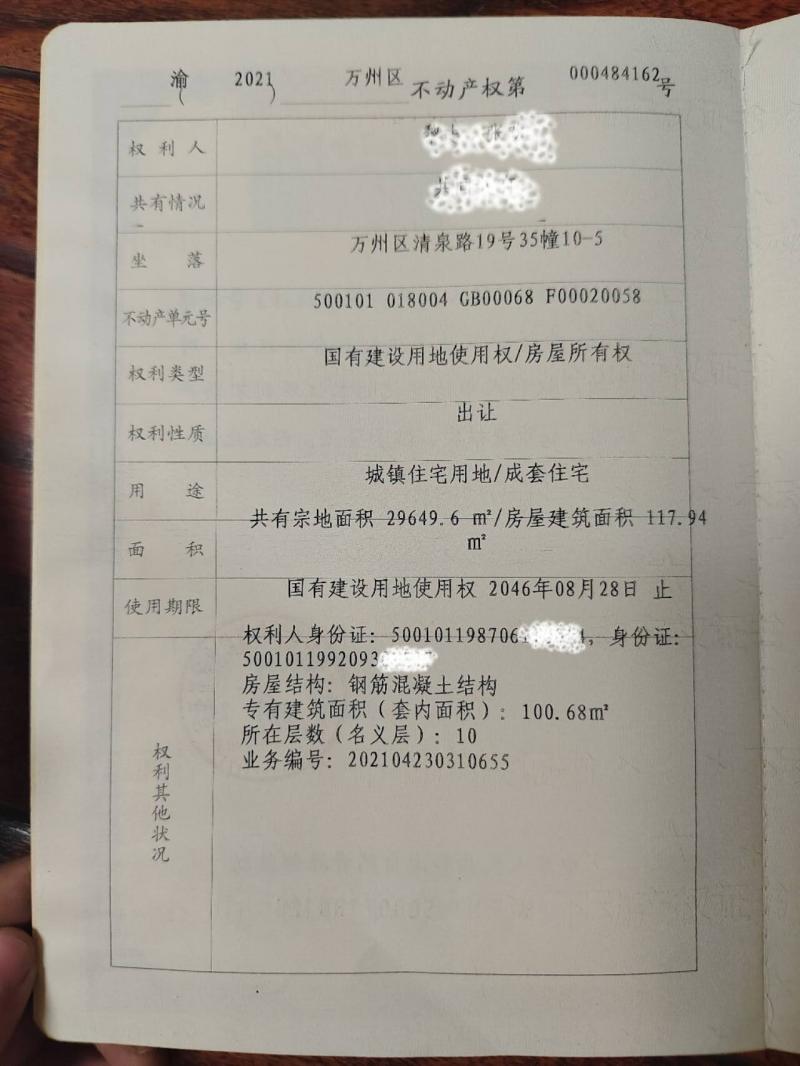 渝（2021）万州区不动产权第000484162号
权利人
共有情况
坐落 万州区清泉路19号35幢10-5
不动产单元号 500101 018004 GB00068 F00020058
权利类型 国有建设用地使用权/房屋所有权
权利性质 出让
用途 城镇住宅用地/成套住宅
面积 共有宗地面积 29649.6 ㎡/房屋建筑面积 117.94
㎡
使用期限 国有建设用地使用权 2046年08月28日 止
权利其他状况
权利人身份证：50010119870，身份证：
5001011992093
房屋结构：钢筋混凝土结构
专有建筑面积（套内面积）：100.68㎡
所在层数（名义层）：10
业务编号：202104230310655